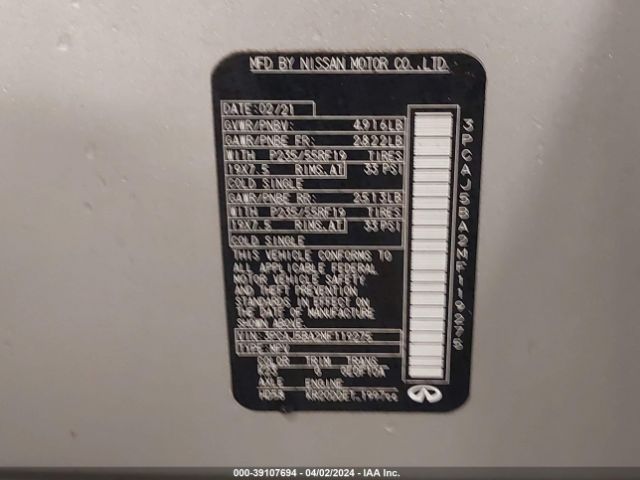 MFD BY NISSAN MOTOR CO.,LTD.
DATE: 02/21
GVWR/PNBV: 4916LB
GAWR/PNBE FR: 2822LB
WITH P235/55RF19 TIRES
19X7.5 RIMS.AT 33 PSI
COLD SINGLE
GAWR/PNBE RR: 2513LB
WITH P235/55RF19 TIRES
19X7.5 RIMS.AT 33 PSI
COLD SINGLE
THIS VEHICLE CONFORMS TO
ALL APPLICABLE FEDERAL
MOTOR VEHICLE SAFETY
AND THEFT PREVENTION
STANDARDS IN EFFECT ON
THE DATE OF MANUFACTURE
SHOWN ABOVE.
VIN: 3PCAJ5BA2MF119275
TYPE:MPV
COLOR TRIM TRANS
G
AXLE ENGINE
3PCAJ5BA2MF119275
000-39107694 - 04/02/2024 - IAA Inc.